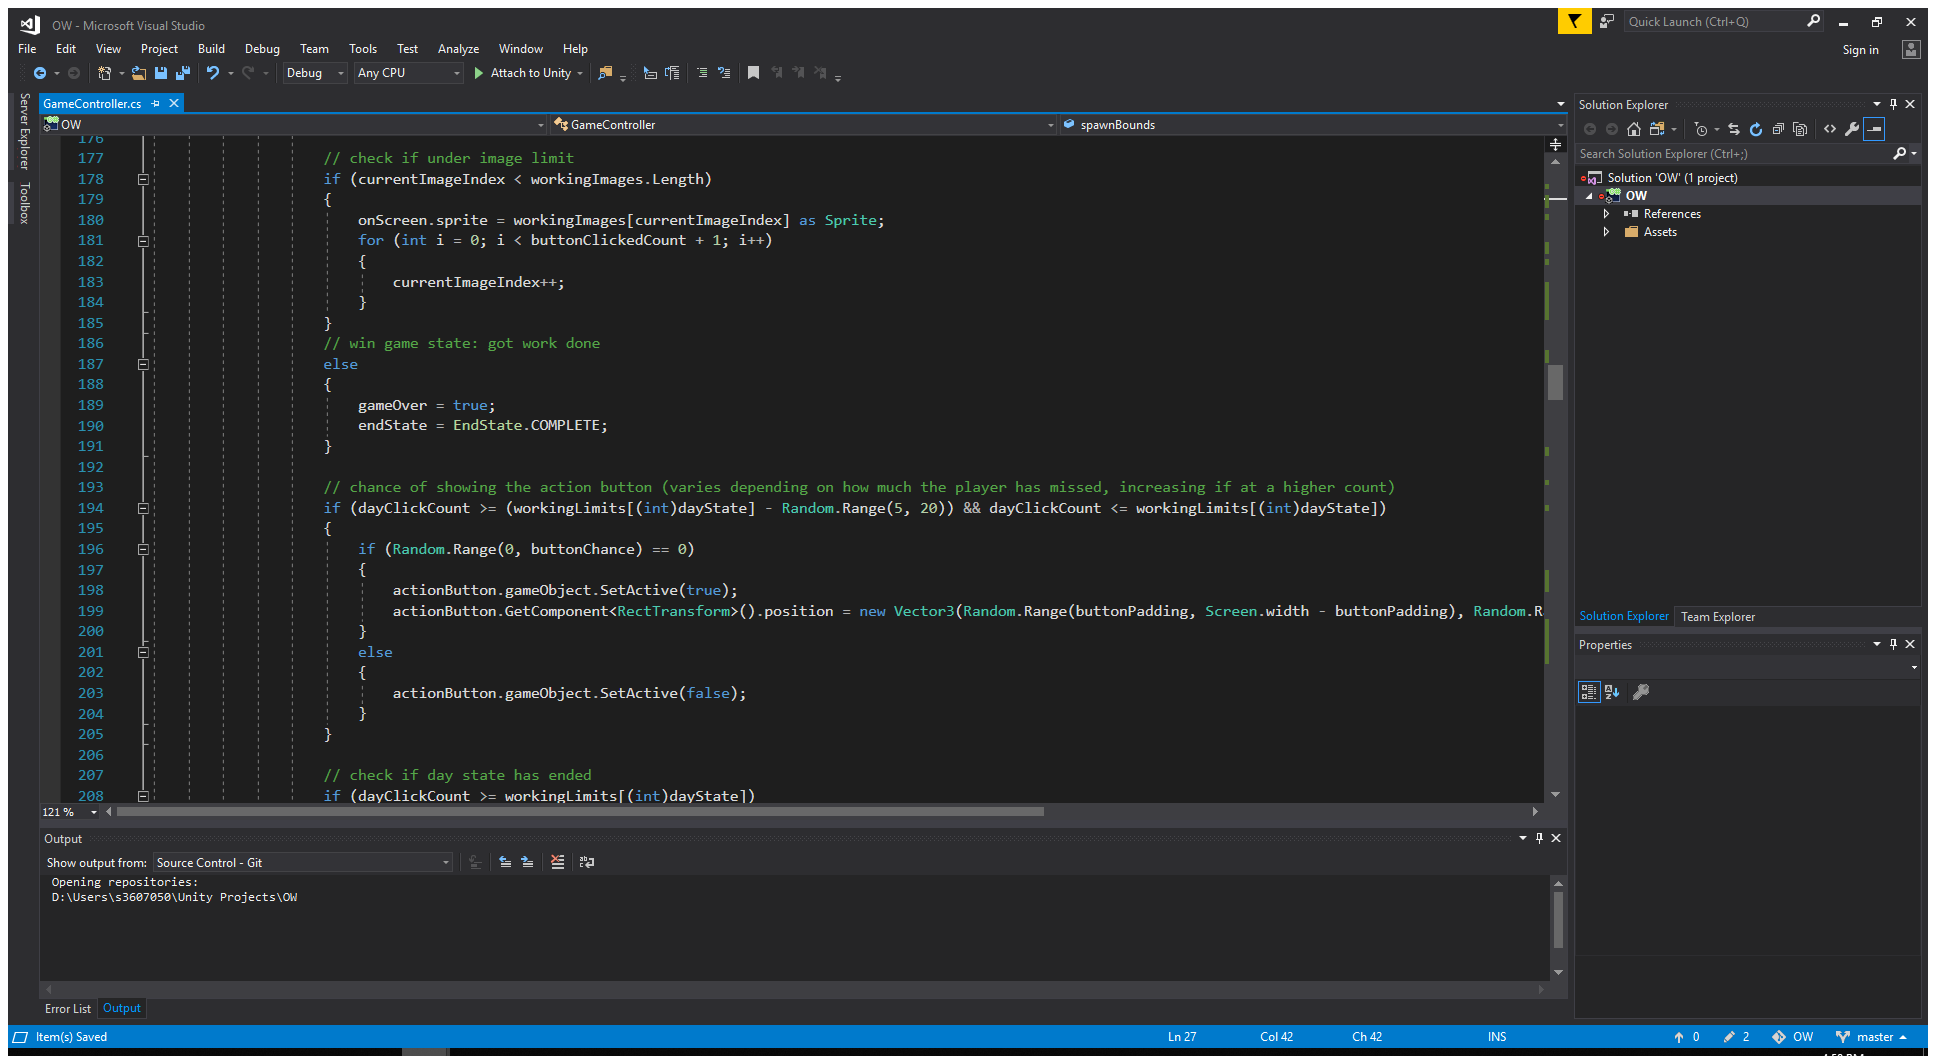 OW - Microsoft Visual Studio
Quick Launch (Ctrl+Q)
File Edit View Project Build Debug Team Tools Test Analyze Window Help
Sign in
Debug Any CPU Attach to Unity
Server Explorer
Toolbox
GameController.cs
OW GameController spawnBounds
176
177 // check if under image limit
178 if (currentImageIndex < workingImages.Length)
179 {
180 onScreen.sprite = workingImages[currentImageIndex] as Sprite;
181 for (int i = 0; i < buttonClickedCount + 1; i++)
182 {
183 currentImageIndex++;
184 }
185 }
186 // win game state: got work done
187 else
188 {
189 gameOver = true;
190 endState = EndState.COMPLETE;
191 }
192
193 // chance of showing the action button (varies depending on how much the player has missed, increasing if at a higher count)
194 if (dayClickCount >= (workingLimits[(int)dayState] - Random.Range(5, 20)) && dayClickCount <= workingLimits[(int)dayState])
195 {
196 if (Random.Range(0, buttonChance) == 0)
197 {
198 actionButton.gameObject.SetActive(true);
199 actionButton.GetComponent<RectTransform>().position = new Vector3(Random.Range(buttonPadding, Screen.width - buttonPadding), Random.R
200 }
201 else
202 {
203 actionButton.gameObject.SetActive(false);
204 }
205 }
206
207 // check if day state has ended
208 if (dayClickCount >= workingLimits[(int)dayState])
121 %
Output
Show output from: Source Control - Git
Opening repositories:
D:\Users\s3607050\Unity Projects\OW
Error List Output
Solution Explorer
Search Solution Explorer (Ctrl+;)
Solution 'OW' (1 project)
OW
References
Assets
Solution Explorer Team Explorer
Properties
Item(s) Saved Ln 27 Col 42 Ch 42 INS 0 2 OW master